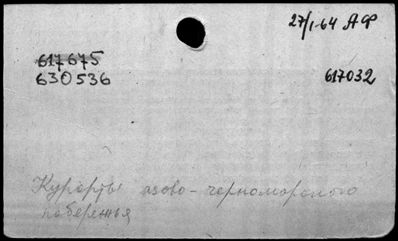 27/I-64 АФ
617675
630536
617032
Курорты азово-черноморского
побережья